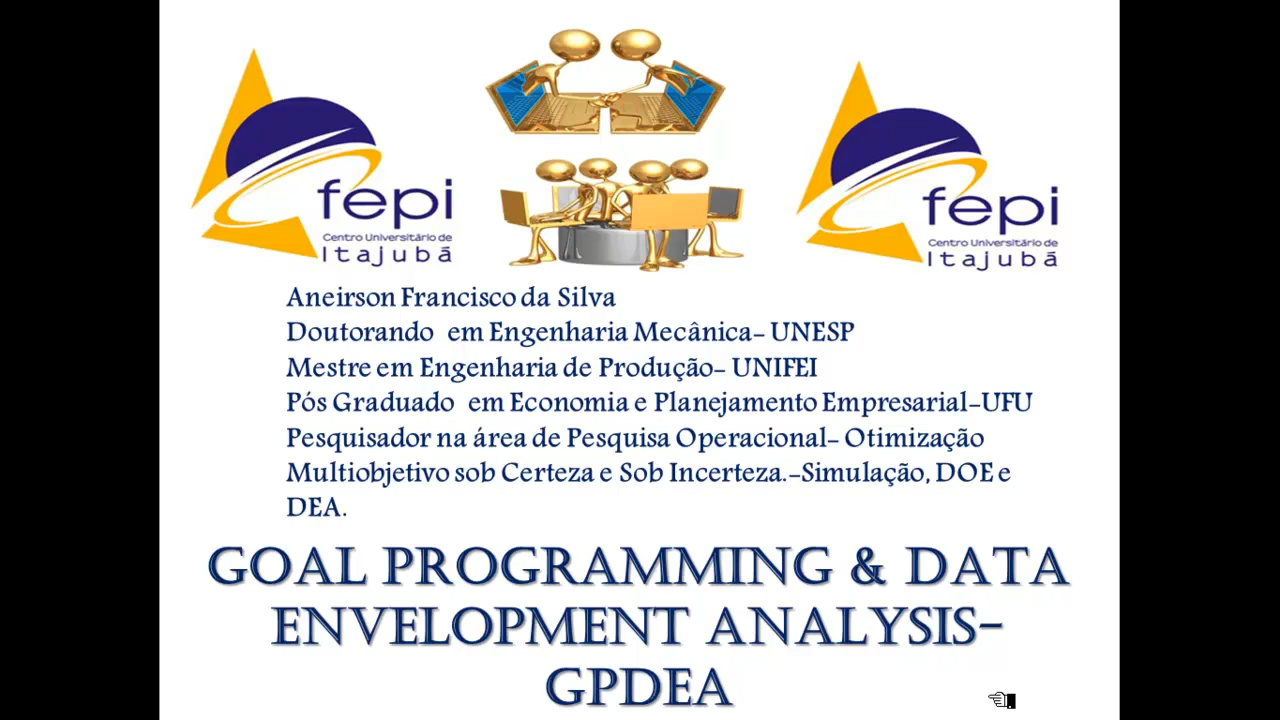 fepi
Centro Universitário de
Itajubá
fepi
Centro Universitário de
Itajubá
Aneirson Francisco da Silva
Doutorando em Engenharia Mecânica- UNESP
Mestre em Engenharia de Produção- UNIFEI
Pós Graduado em Economia e Planejamento Empresarial-UFU
Pesquisador na área de Pesquisa Operacional- Otimização
Multiobjetivo sob Certeza e Sob Incerteza.-Simulação, DOE e
DEA.
GOAL PROGRAMMING & DATA
ENVELOPMENT ANALYSIS-
GPDEA